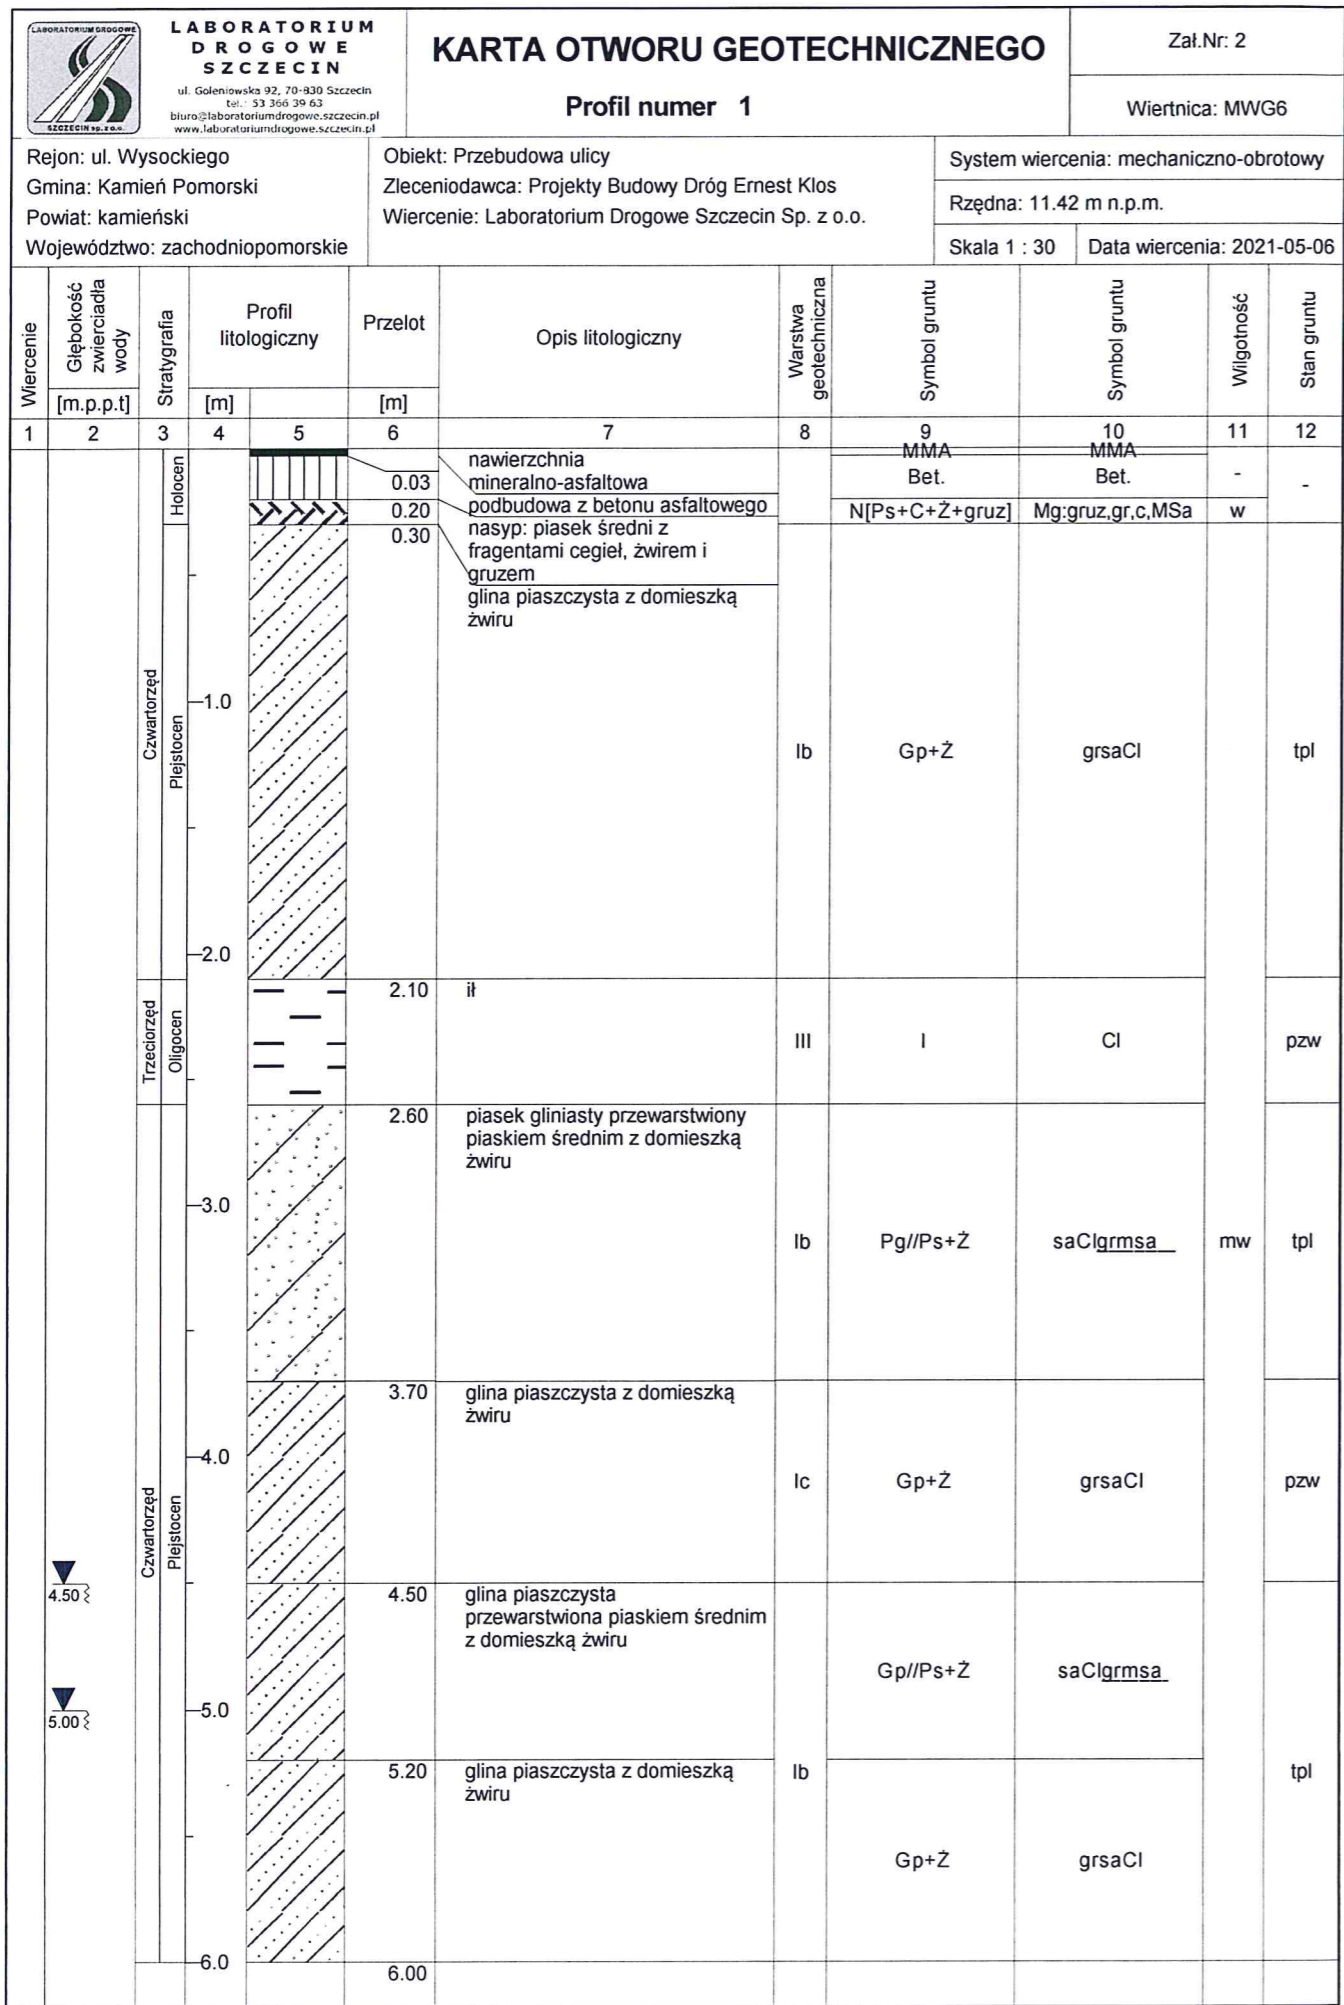 LABORATORIUM DROGOWE
SZCZECIN sp. z o.o.
LABORATORIUM
DROGOWE
SZCZECIN
ul. Goleniowska 92, 70-830 Szczecin
tel.: 53 366 39 63
biuro@laboratoriumdrogowe.szczecin.pl
www.laboratoriumdrogowe.szczecin.pl
KARTA OTWORU GEOTECHNICZNEGO
Profil numer 1
Zał.Nr: 2
Wiertnica: MWG6
Rejon: ul. Wysockiego
Gmina: Kamień Pomorski
Powiat: kamieński
Województwo: zachodniopomorskie
Obiekt: Przebudowa ulicy
Zleceniodawca: Projekty Budowy Dróg Ernest Klos
Wiercenie: Laboratorium Drogowe Szczecin Sp. z o.o.
System wiercenia: mechaniczno-obrotowy
Rzędna: 11.42 m n.p.m.
Skala 1 : 30
Data wiercenia: 2021-05-06
Wiercenie
Głębokość
zwierciadła
wody
[m.p.p.t]
Stratygrafia
Profil
litologiczny
[m]
Przelot
[m]
Opis litologiczny
Warstwa
geotechniczna
Symbol gruntu
Symbol gruntu
Wilgotność
Stan gruntu
1 2 3 4 5 6 7 8 9 10 11 12
Holocen
nawierzchnia
mineralno-asfaltowa
MMA MMA
0.03
Bet. Bet. - -
0.20 podbudowa z betonu asfaltowego
N[Ps+C+Ż+gruz] Mg:gruz,gr,c,MSa w
0.30 nasyp: piasek średni z
fragentami cegieł, żwirem i
gruzem
glina piaszczysta z domieszką
żwiru
Czwartorzęd
Plejstocen
1.0
Ib Gp+Ż grsaCl tpl
2.0
2.10 ił
Trzeciorzęd
Oligocen
III I Cl pzw
2.60 piasek gliniasty przewarstwiony
piaskiem średnim z domieszką
żwiru
3.0
Ib Pg//Ps+Ż saClgrmsa mw tpl
3.70 glina piaszczysta z domieszką
żwiru
4.0
Ic Gp+Ż grsaCl pzw
Czwartorzęd
Plejstocen
4.50
4.50 glina piaszczysta
przewarstwiona piaskiem średnim
z domieszką żwiru
Gp//Ps+Ż saClgrmsa
5.00
5.0
5.20 glina piaszczysta z domieszką
żwiru
Ib tpl
Gp+Ż grsaCl
6.0
6.00